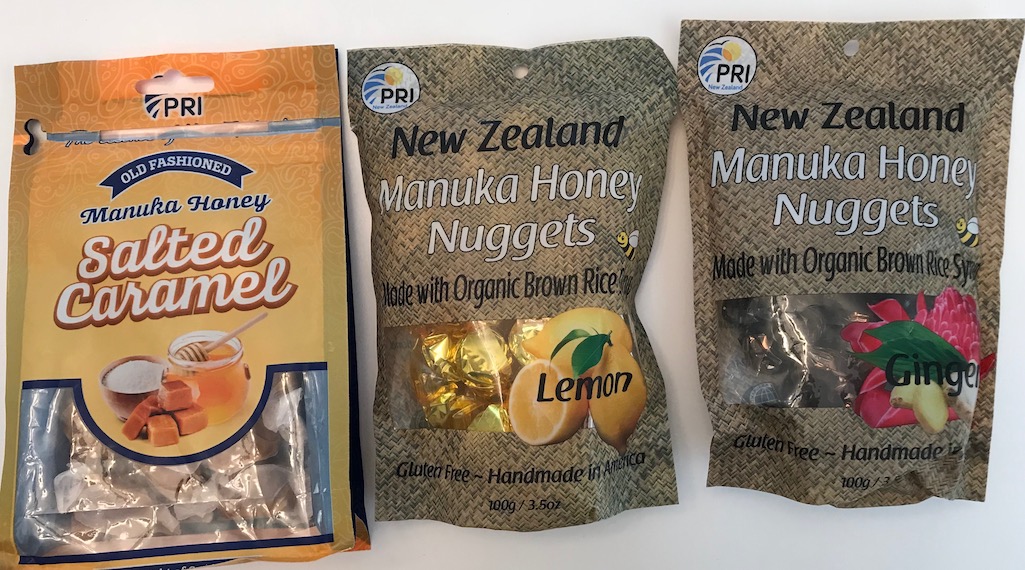 PRI
OLD FASHIONED
Manuka Honey
Salted
Caramel
PRI
New Zealand
New Zealand
Manuka Honey
Nuggets
Made with Organic Brown Rice
Lemon
Gluten Free ~ Handmade in America
100g / 3.5oz
PRI
New Zealand
New Zealand
Manuka Honey
Nuggets
Made with Organic Brown Rice
Ginger
Gluten Free ~ Handmade
100g /